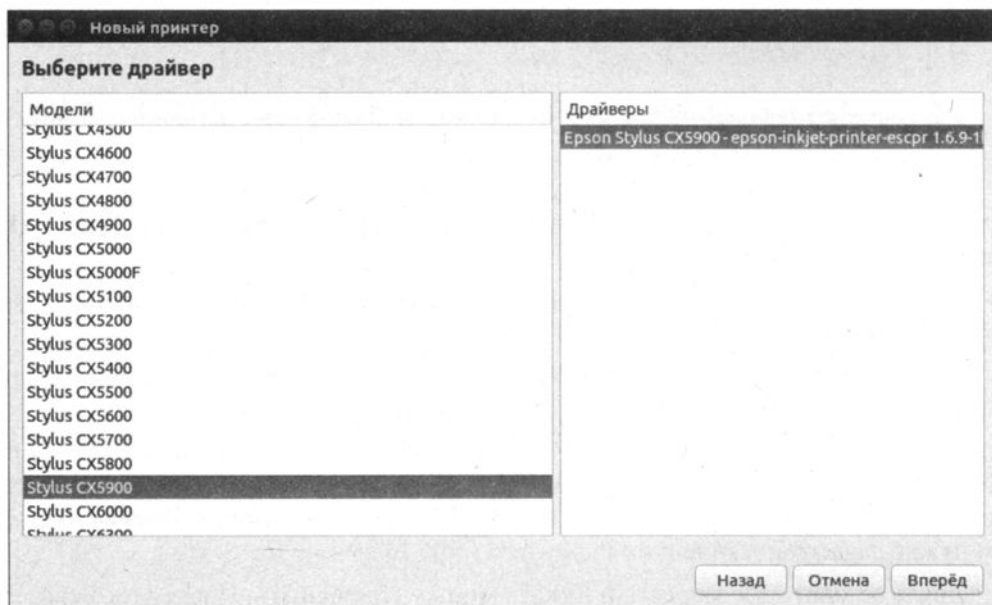 Новый принтер
Выберите драйвер
Модели
Stylus CX4500
Stylus CX4600
Stylus CX4700
Stylus CX4800
Stylus CX4900
Stylus CX5000
Stylus CX5000F
Stylus CX5100
Stylus CX5200
Stylus CX5300
Stylus CX5400
Stylus CX5500
Stylus CX5600
Stylus CX5700
Stylus CX5800
Stylus CX5900
Stylus CX6000
Stylus CX6300
Драйверы
Epson Stylus CX5900 - epson-inkjet-printer-escpr 1.6.9-1
Назад
Отмена
Вперёд